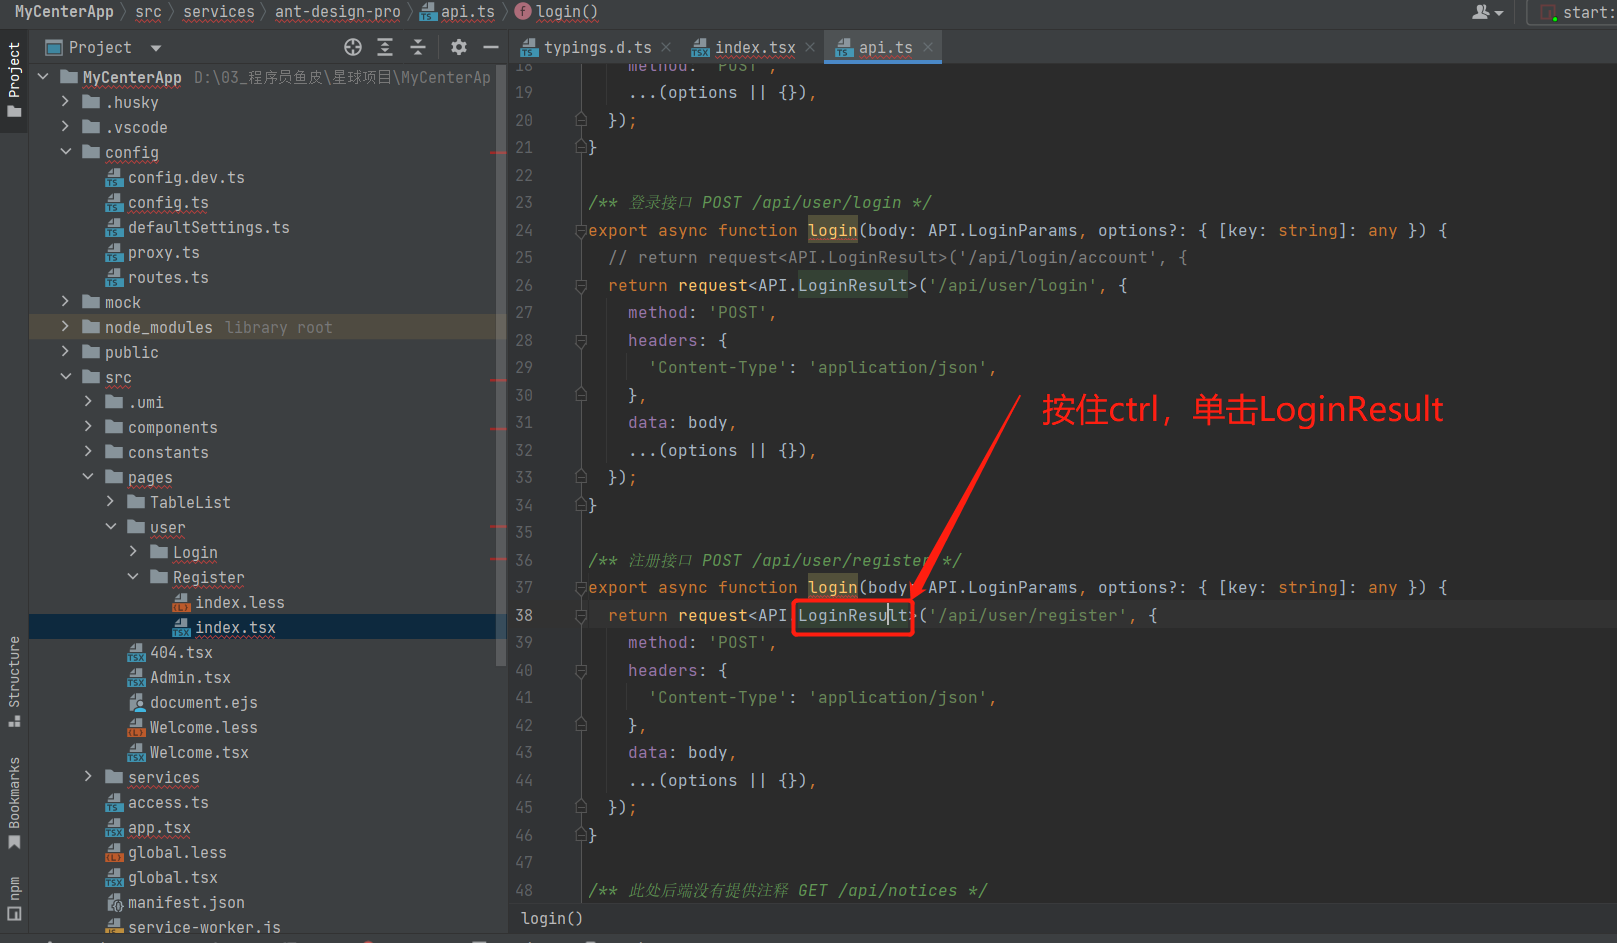 MyCenterApp src services ant-design-pro api.ts login() start:
Project
Project
MyCenterApp D:\03_程序员鱼皮\星球项目\MyCenterAp
.husky
.vscode
config
config.dev.ts
config.ts
defaultSettings.ts
proxy.ts
routes.ts
mock
node_modules library root
public
src
.umi
components
constants
pages
TableList
user
Login
Register
index.less
index.tsx
404.tsx
Admin.tsx
document.ejs
Welcome.less
Welcome.tsx
services
access.ts
app.tsx
global.less
global.tsx
manifest.json
service-worker.js
Structure
Bookmarks
npm
typings.d.ts index.tsx api.ts
18 method: 'POST',
19 ...(options || {}),
20 });
21 }
22
23 /** 登录接口 POST /api/user/login */
24 export async function login(body: API.LoginParams, options?: { [key: string]: any }) {
25 // return request<API.LoginResult>('/api/login/account', {
26 return request<API.LoginResult>('/api/user/login', {
27 method: 'POST',
28 headers: {
29 'Content-Type': 'application/json',
30 },
31 data: body,
32 ...(options || {}),
33 });
34 }
35
36 /** 注册接口 POST /api/user/register */
37 export async function login(body: API.LoginParams, options?: { [key: string]: any }) {
38 return request<API.LoginResult>('/api/user/register', {
39 method: 'POST',
40 headers: {
41 'Content-Type': 'application/json',
42 },
43 data: body,
44 ...(options || {}),
45 });
46 }
47
48 /** 此处后端没有提供注释 GET /api/notices */
按住ctrl，单击LoginResult
login()